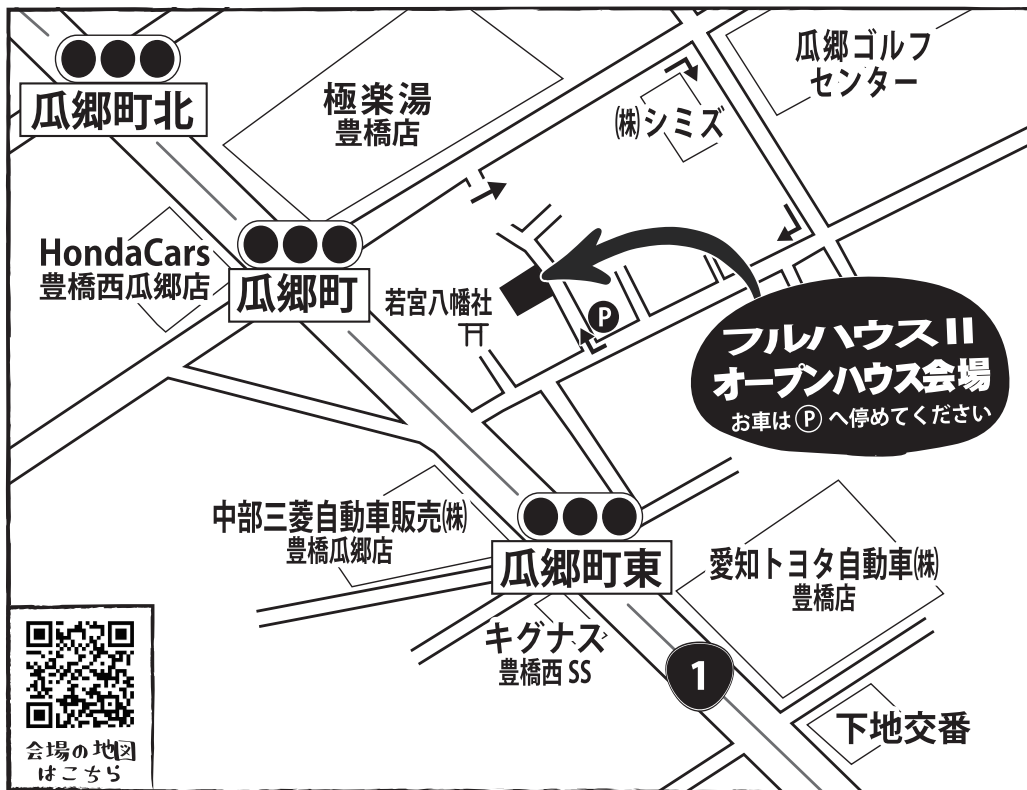 瓜郷町北
極楽湯
豊橋店
瓜郷ゴルフ
センター
㈱シミズ
HondaCars
豊橋西瓜郷店
瓜郷町
若宮八幡社
P
フルハウスⅡ
オープンハウス会場
お車はⓅへ停めてください
中部三菱自動車販売㈱
豊橋瓜郷店
瓜郷町東
愛知トヨタ自動車㈱
豊橋店
キグナス
豊橋西 SS
1
下地交番
会場の地図
はこちら